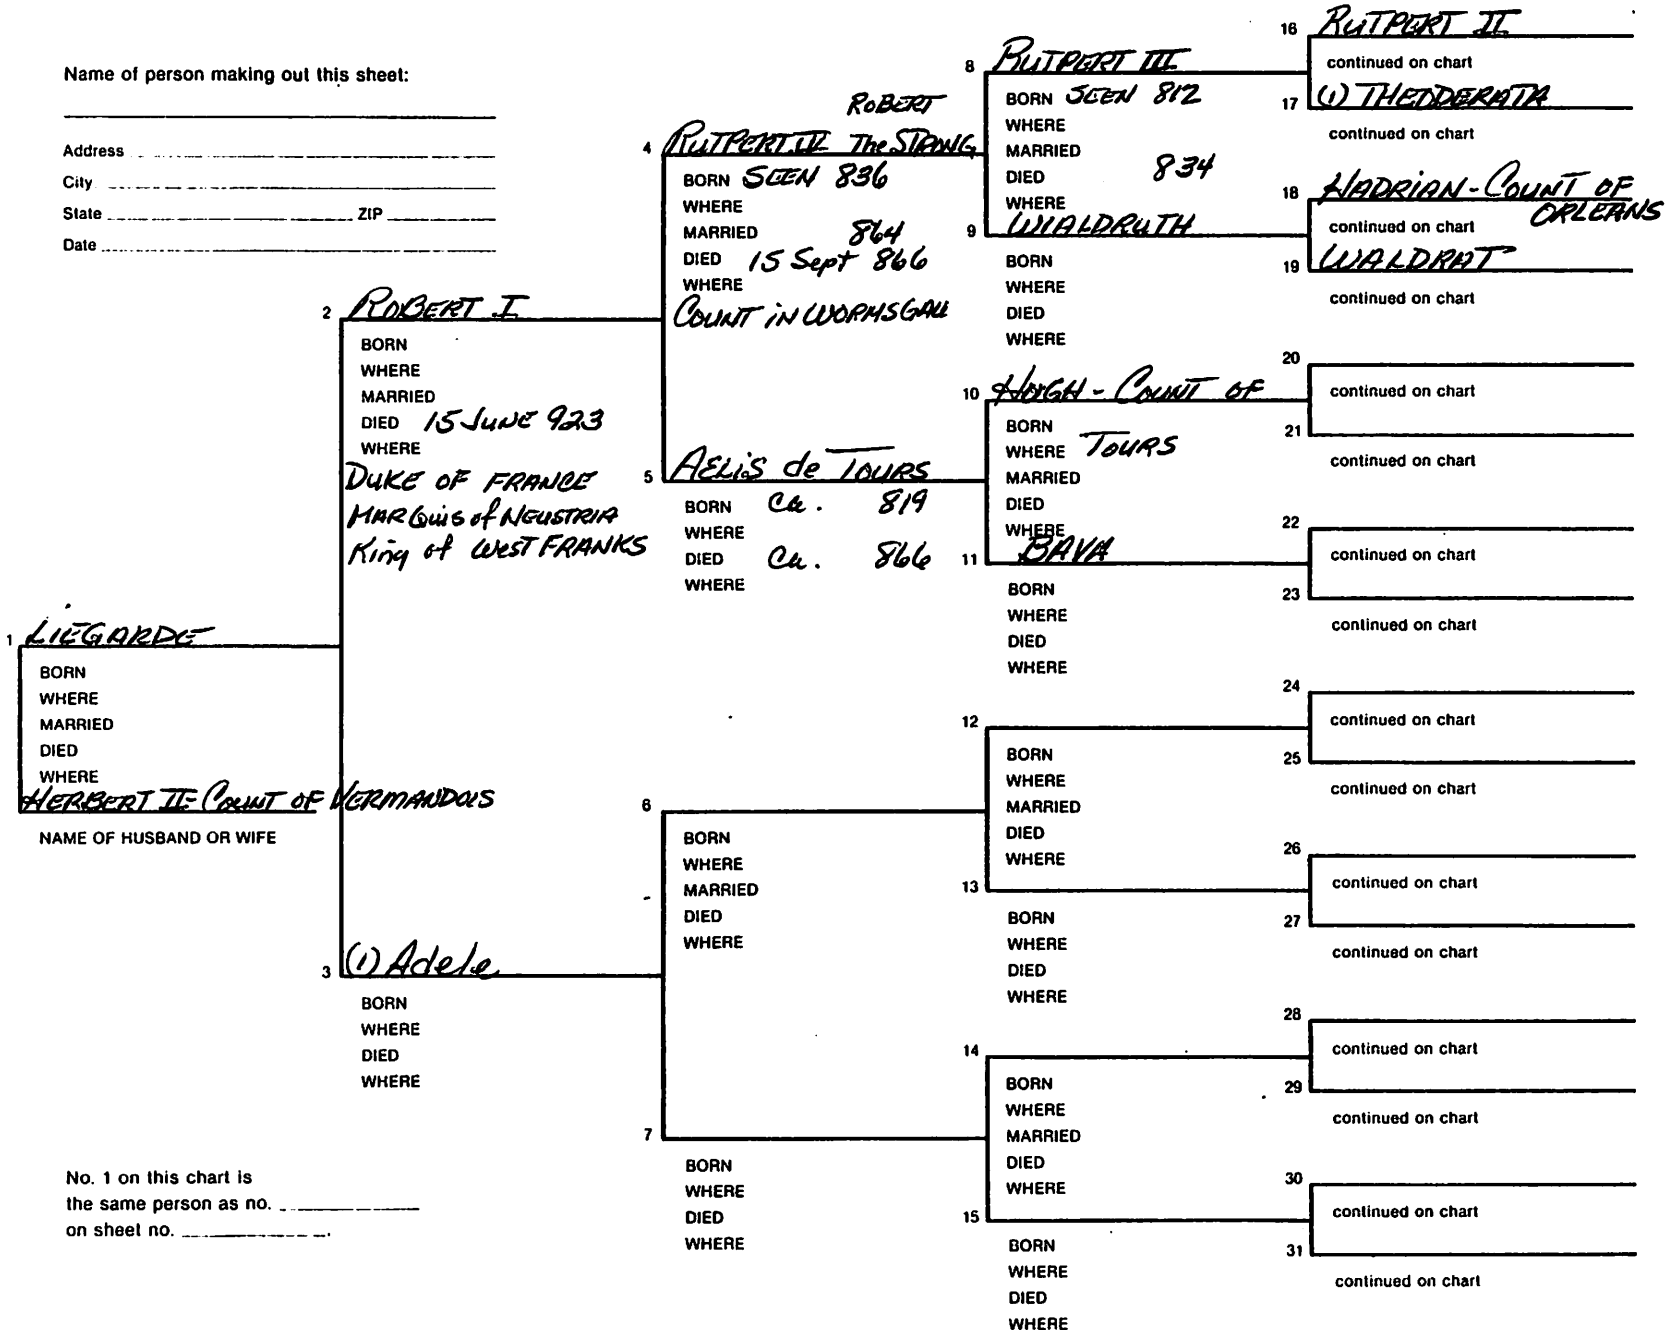 Name of person making out this sheet:
Address
City
State ZIP
Date
1 LIEGARDE
BORN
WHERE
MARRIED
DIED
WHERE
HERBERT II - COUNT OF VERMANDOIS
NAME OF HUSBAND OR WIFE
2 ROBERT I
BORN
WHERE
MARRIED
DIED 15 JUNE 923
WHERE
DUKE OF FRANCE
MARQuis of NEUSTRIA
King of WEST FRANKS
3 (1) Adele
BORN
WHERE
DIED
WHERE
ROBERT
4 RUTPERT IV The STRONG
BORN SEEN 836
WHERE
MARRIED 864
DIED 15 Sept 866
WHERE
COUNT iN WORMSGAU
5 AELiS de TOURS
BORN Ca. 819
WHERE
DIED Ca. 866
WHERE
6
BORN
WHERE
MARRIED
DIED
WHERE
7
BORN
WHERE
DIED
WHERE
8 RUTPERT III
BORN SEEN 812
WHERE
MARRIED
DIED 834
WHERE
9 WIALDRUTH
BORN
WHERE
DIED
WHERE
10 HUGH - COUNT OF
BORN
WHERE TOURS
MARRIED
DIED
WHERE
11 BAVA
BORN
WHERE
DIED
WHERE
12
BORN
WHERE
MARRIED
DIED
WHERE
13
BORN
WHERE
DIED
WHERE
14
BORN
WHERE
MARRIED
DIED
WHERE
15
BORN
WHERE
DIED
WHERE
16 RUTPERT II
continued on chart
17 (1) THEDDERATA
continued on chart
18 HADRIAN - COUNT OF
ORLEANS
continued on chart
19 WALDRAT
continued on chart
20
continued on chart
21
continued on chart
22
continued on chart
23
continued on chart
24
continued on chart
25
continued on chart
26
continued on chart
27
continued on chart
28
continued on chart
29
continued on chart
30
continued on chart
31
continued on chart
No. 1 on this chart is
the same person as no.
on sheet no.